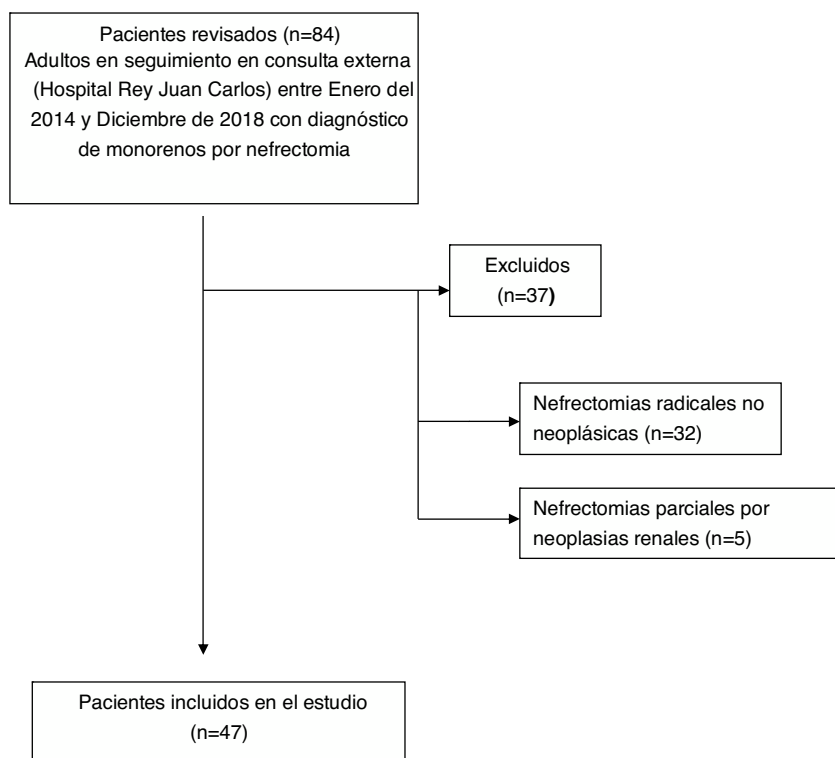 Pacientes revisados (n=84)
Adultos en seguimiento en consulta externa
(Hospital Rey Juan Carlos) entre Enero del
2014 y Diciembre de 2018 con diagnóstico
de monorenos por nefrectomia
Excluidos
(n=37)
Nefrectomias radicales no
neoplásicas (n=32)
Nefrectomias parciales por
neoplasias renales (n=5)
Pacientes incluidos en el estudio
(n=47)